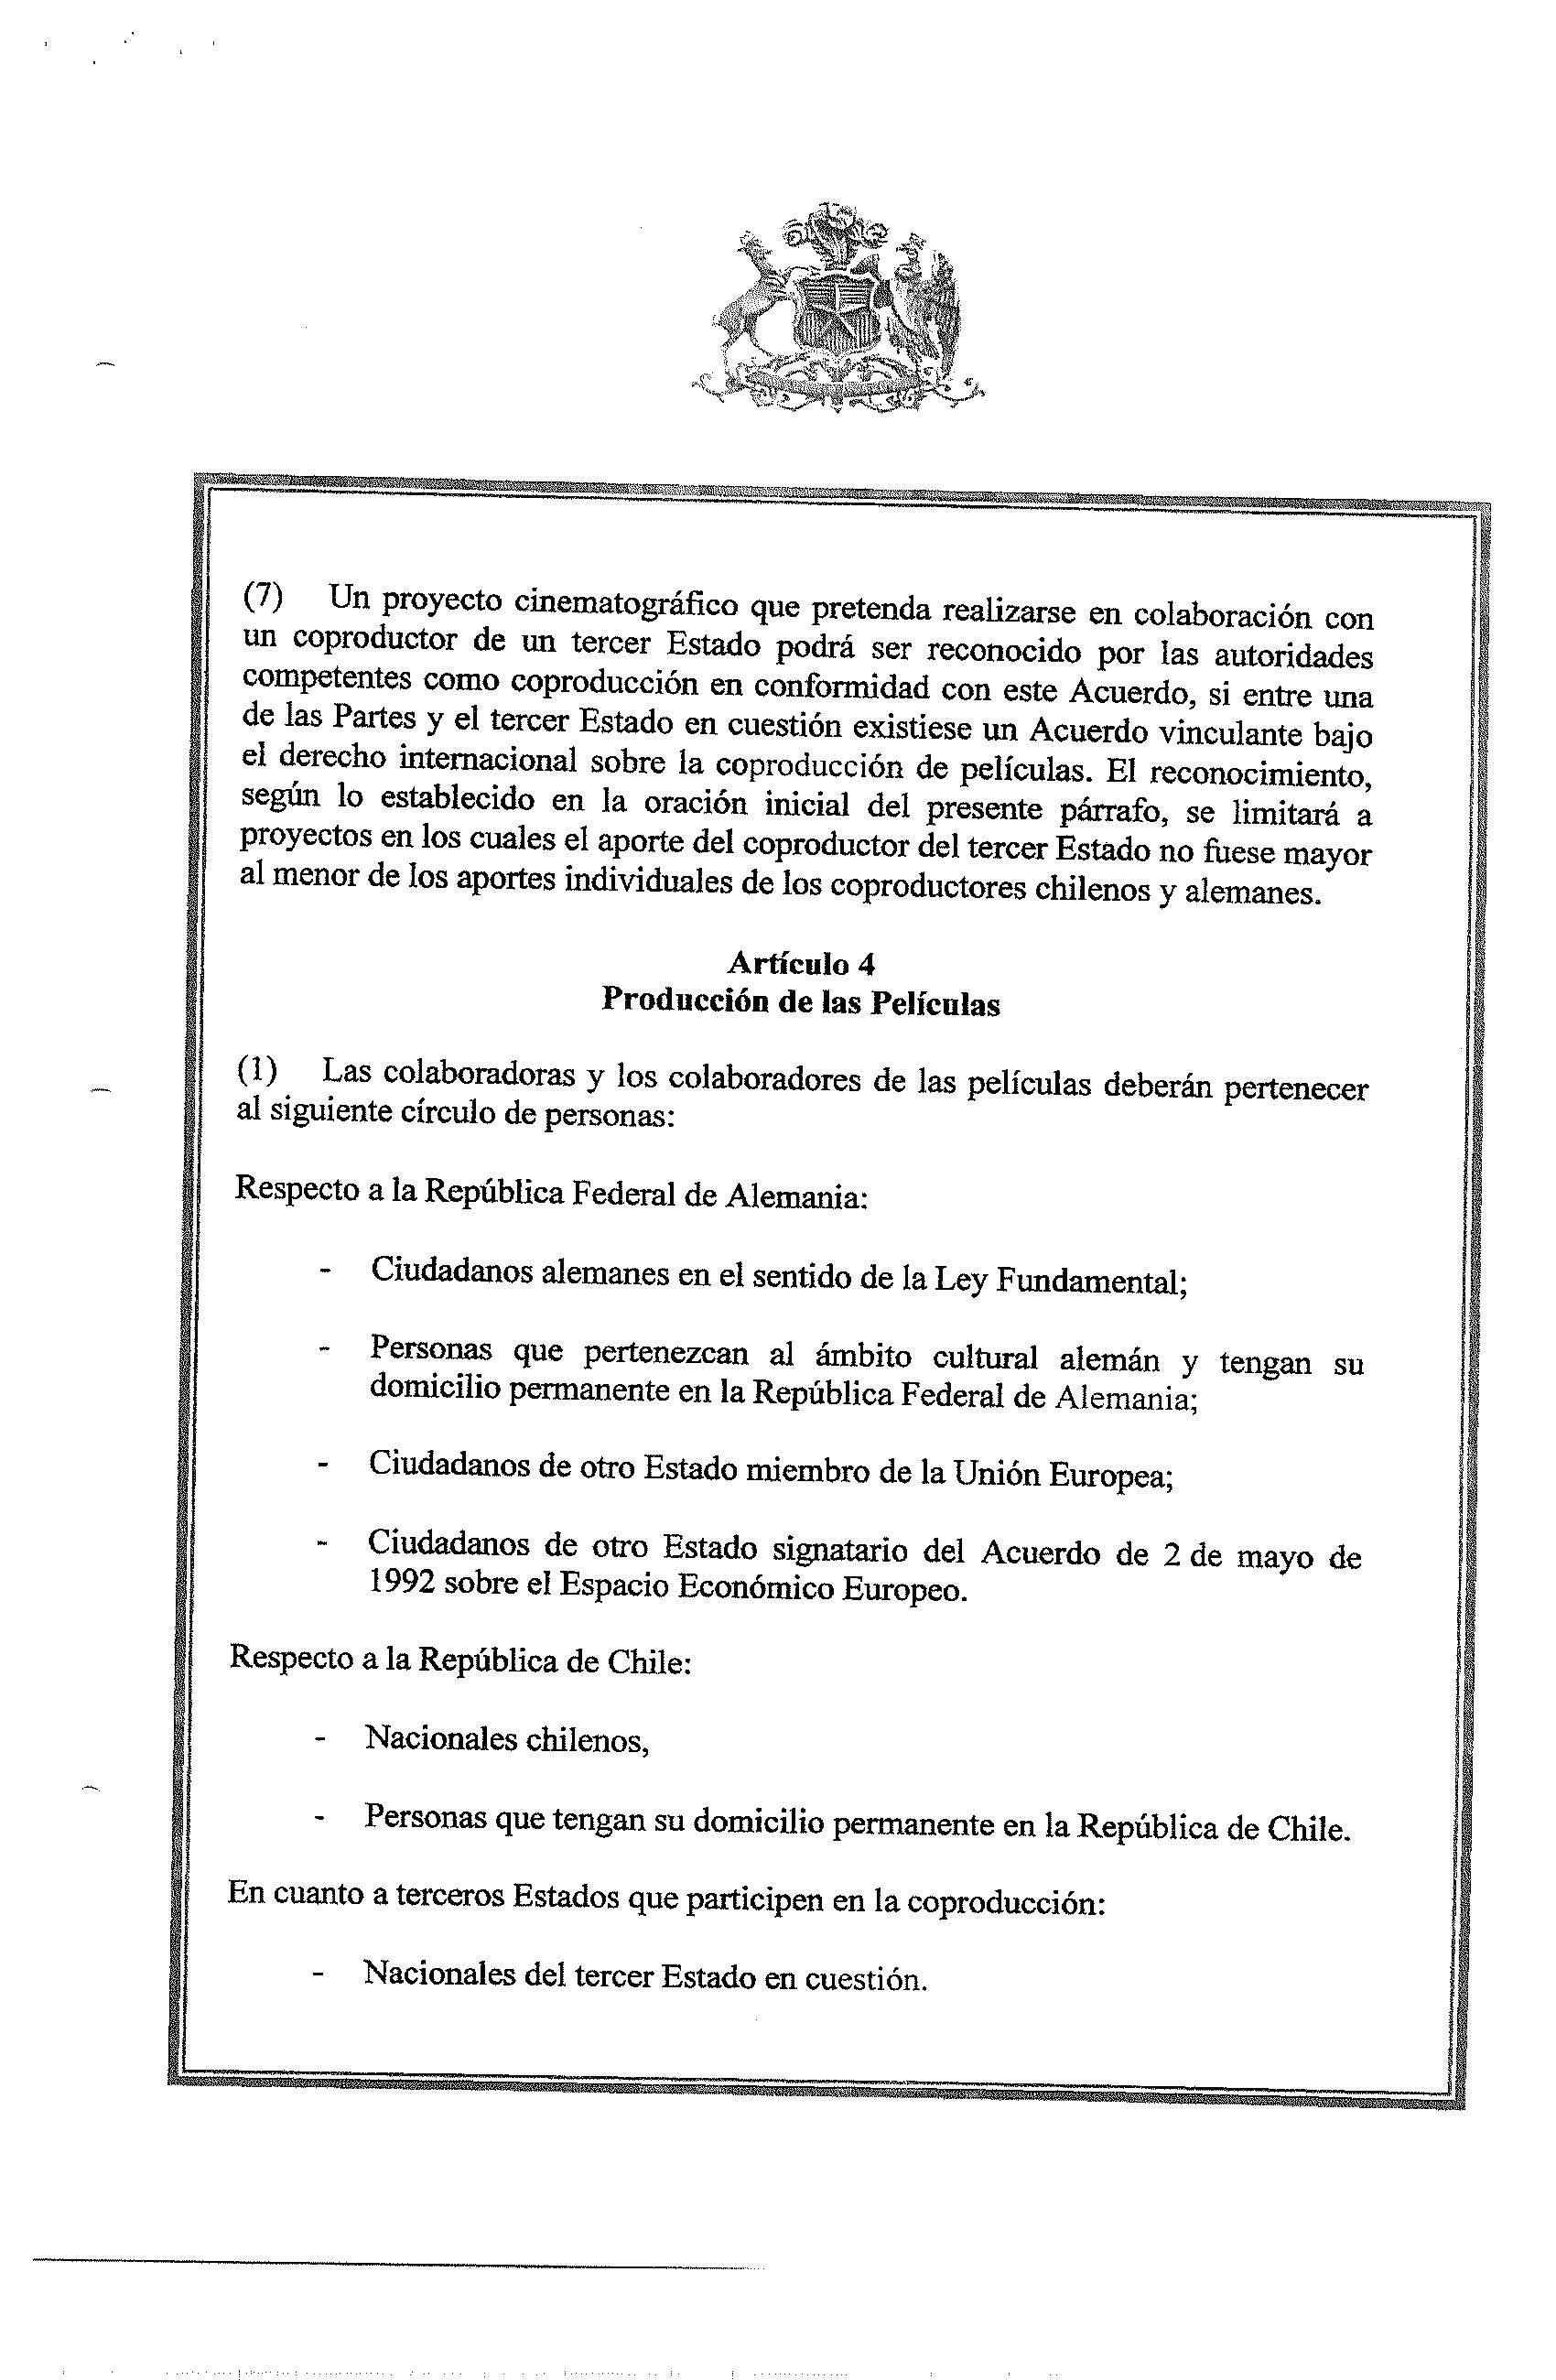 (7) Un proyecto cinematográfico que pretenda realizarse en colaboración con
un coproductor de un tercer Estado podrá ser reconocido por las autoridades
competentes como coproducción en conformidad con este Acuerdo, si entre una
de las Partes y el tercer Estado en cuestión existiese un Acuerdo vinculante bajo
el derecho internacional sobre la coproducción de películas. El reconocimiento,
según lo establecido en la oración inicial del presente párrafo, se limitará a
proyectos en los cuales el aporte del coproductor del tercer Estado no fuese mayor
al menor de los aportes individuales de los coproductores chilenos y alemanes.
Artículo 4
Producción de las Películas
(1) Las colaboradoras y los colaboradores de las películas deberán pertenecer
al siguiente círculo de personas:
Respecto a la República Federal de Alemania:
- Ciudadanos alemanes en el sentido de la Ley Fundamental;
- Personas que pertenezcan al ámbito cultural alemán y tengan su
domicilio permanente en la República Federal de Alemania;
- Ciudadanos de otro Estado miembro de la Unión Europea;
- Ciudadanos de otro Estado signatario del Acuerdo de 2 de mayo de
1992 sobre el Espacio Económico Europeo.
Respecto a la República de Chile:
- Nacionales chilenos,
- Personas que tengan su domicilio permanente en la República de Chile.
En cuanto a terceros Estados que participen en la coproducción:
- Nacionales del tercer Estado en cuestión.